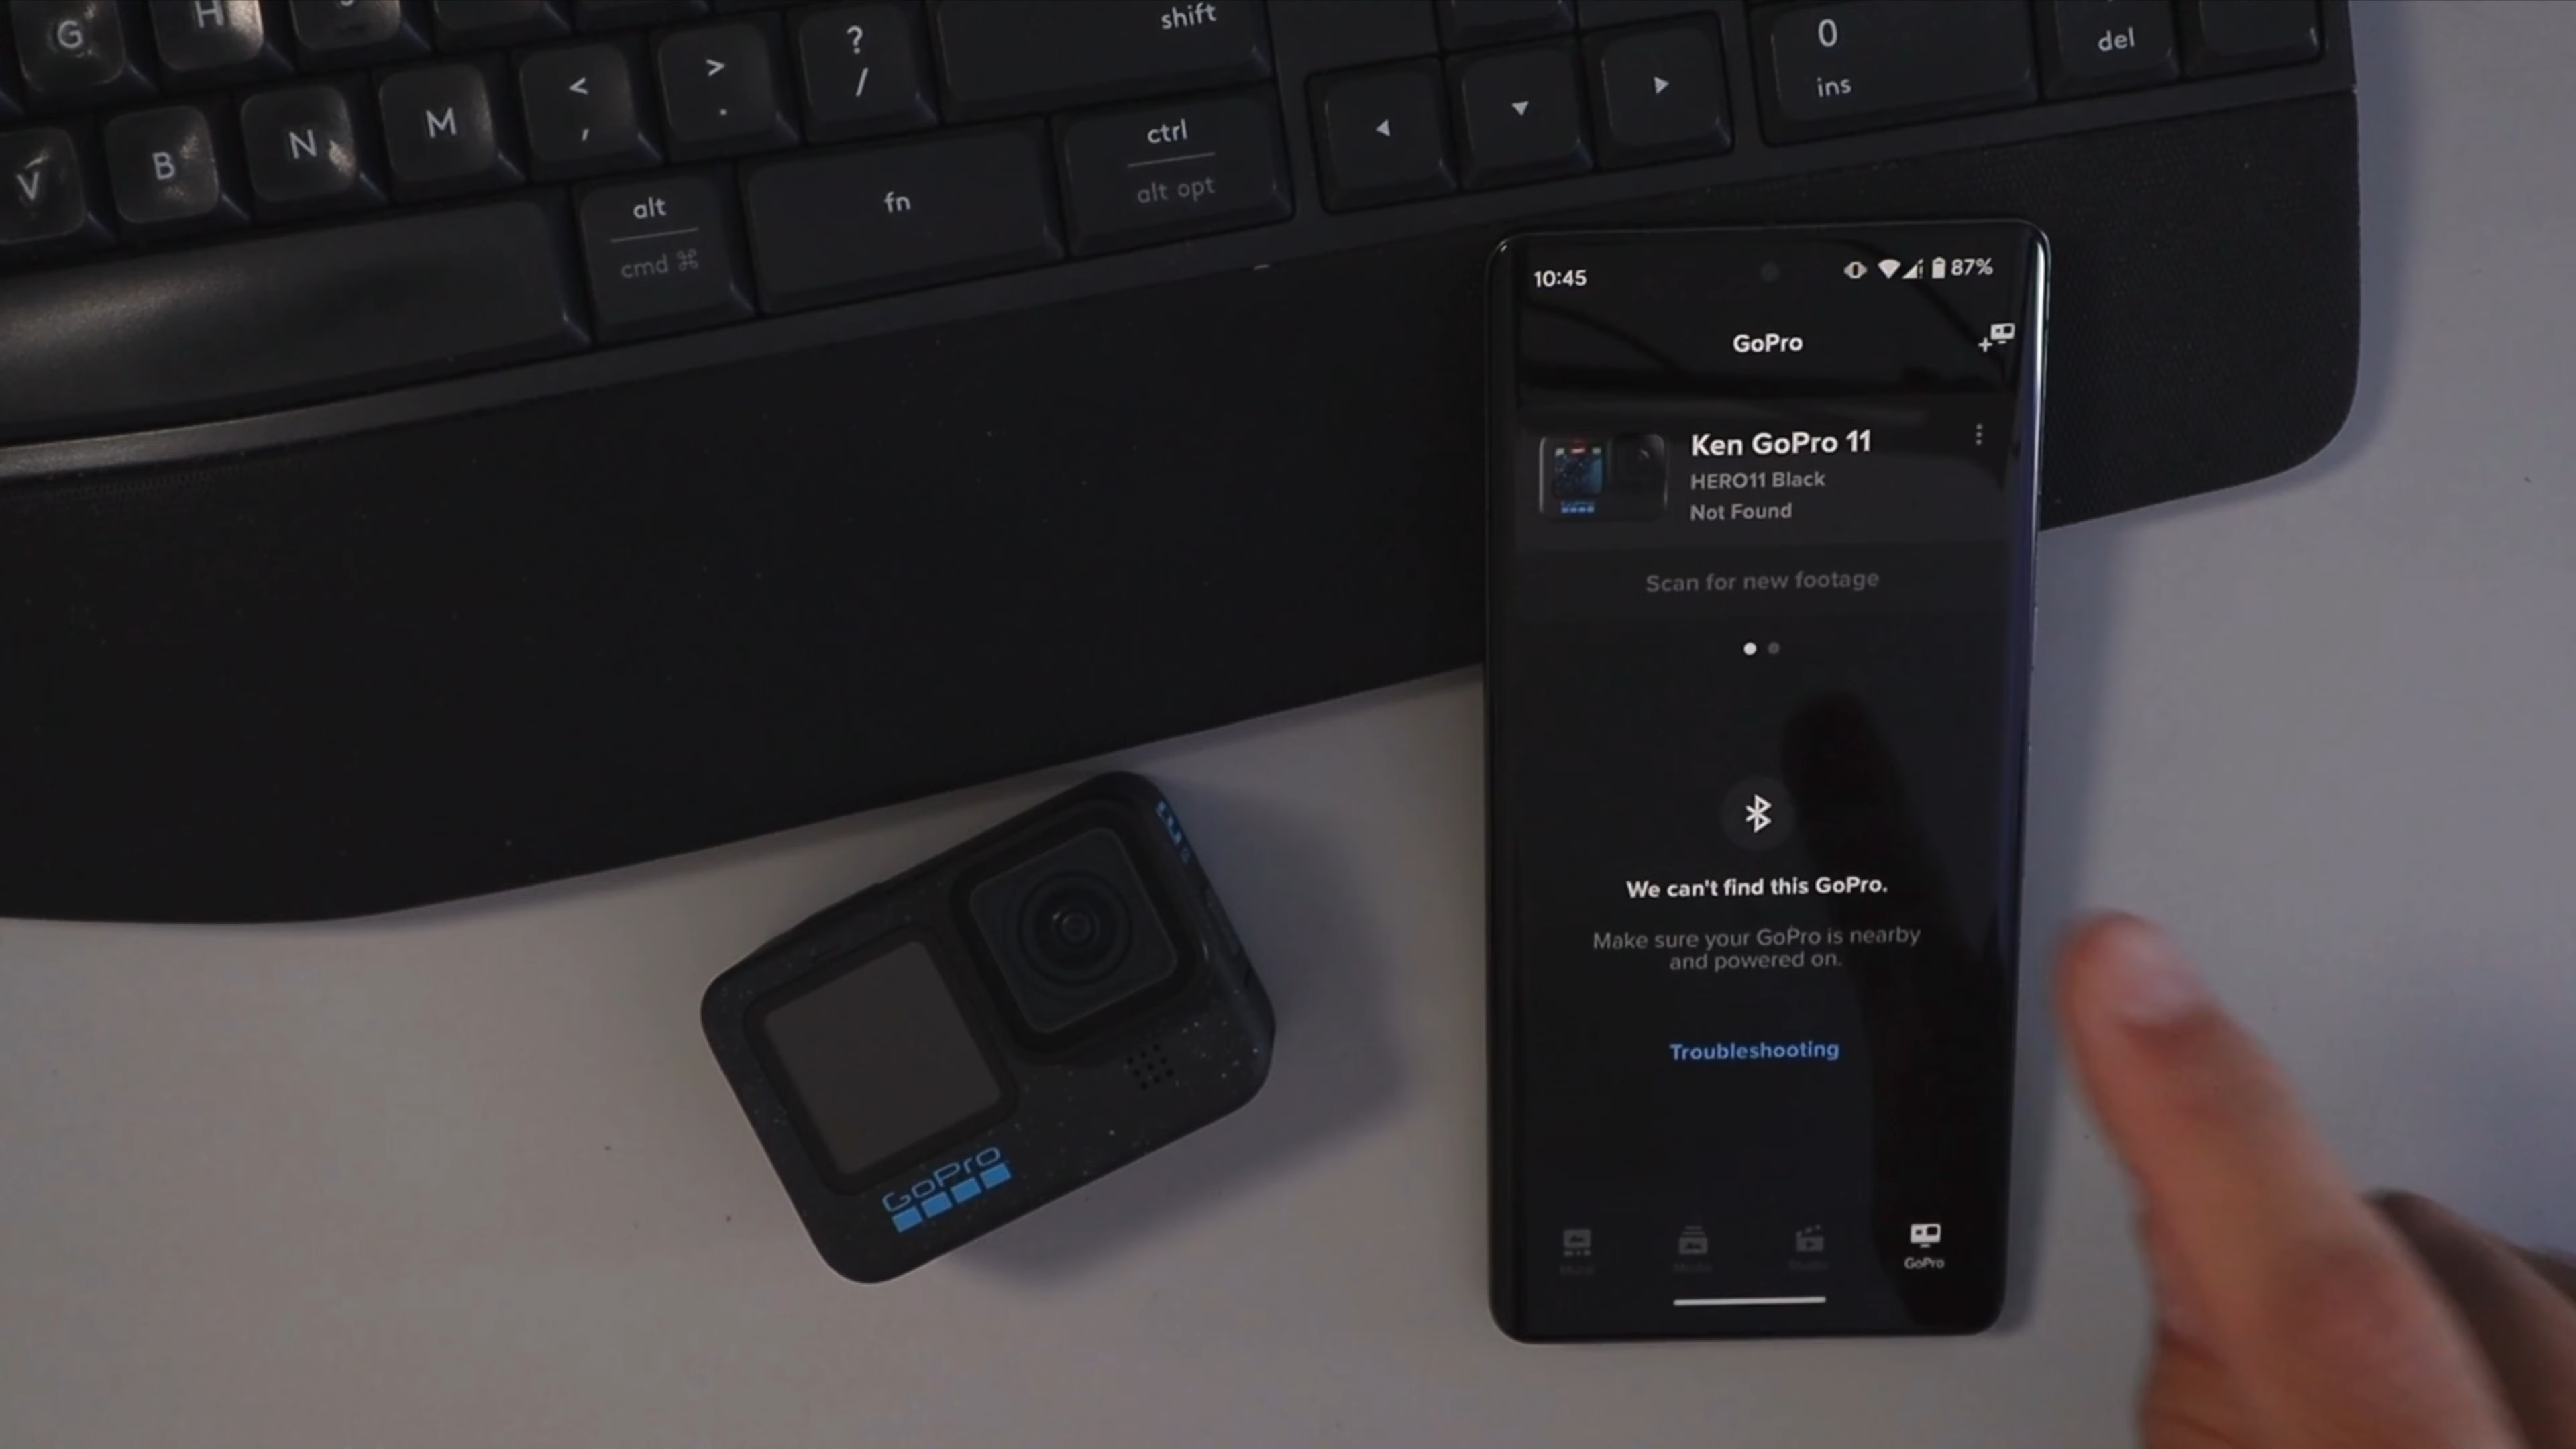 G
H
shift
0
ins
del
V
B
N
M
<
,
>
.
?
/
alt
cmd ⌘
fn
ctrl
alt opt
10:45
87%
GoPro
Ken GoPro 11
HERO11 Black
Not Found
Scan for new footage
We can't find this GoPro.
Make sure your GoPro is nearby
and powered on.
Troubleshooting
GoPro
GoPro